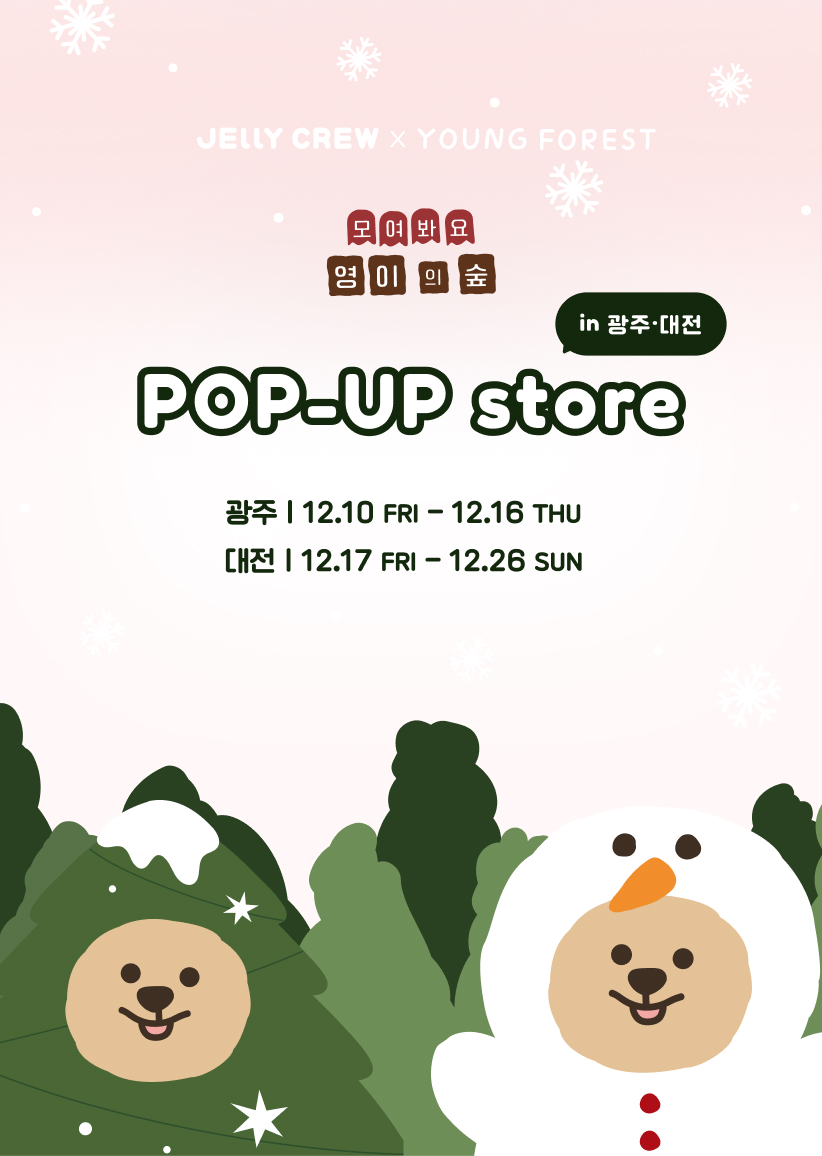 JELLY CREW X YOUNG FOREST
모여봐요
영이의숲
in 광주·대전
POP-UP store
광주 | 12.10 FRI - 12.16 THU
대전 | 12.17 FRI - 12.26 SUN